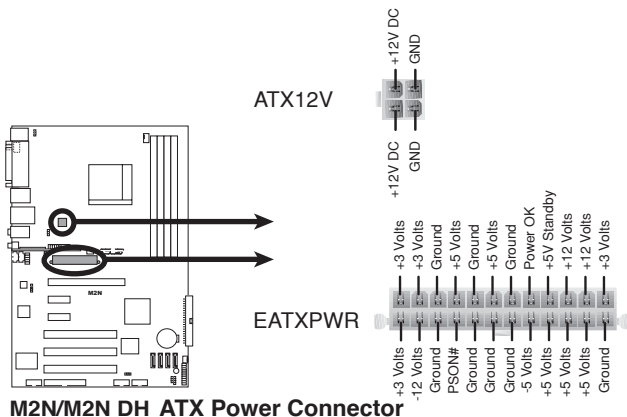 +12V DC
GND
ATX12V
+12V DC
GND
+3 Volts
+3 Volts
Ground
+5 Volts
Ground
+5 Volts
Ground
Power OK
+5V Standby
+12 Volts
+12 Volts
+3 Volts
M2N
EATXPWR
+3 Volts
-12 Volts
Ground
PSON#
Ground
Ground
Ground
-5 Volts
+5 Volts
+5 Volts
+5 Volts
Ground
M2N/M2N DH ATX Power Connector